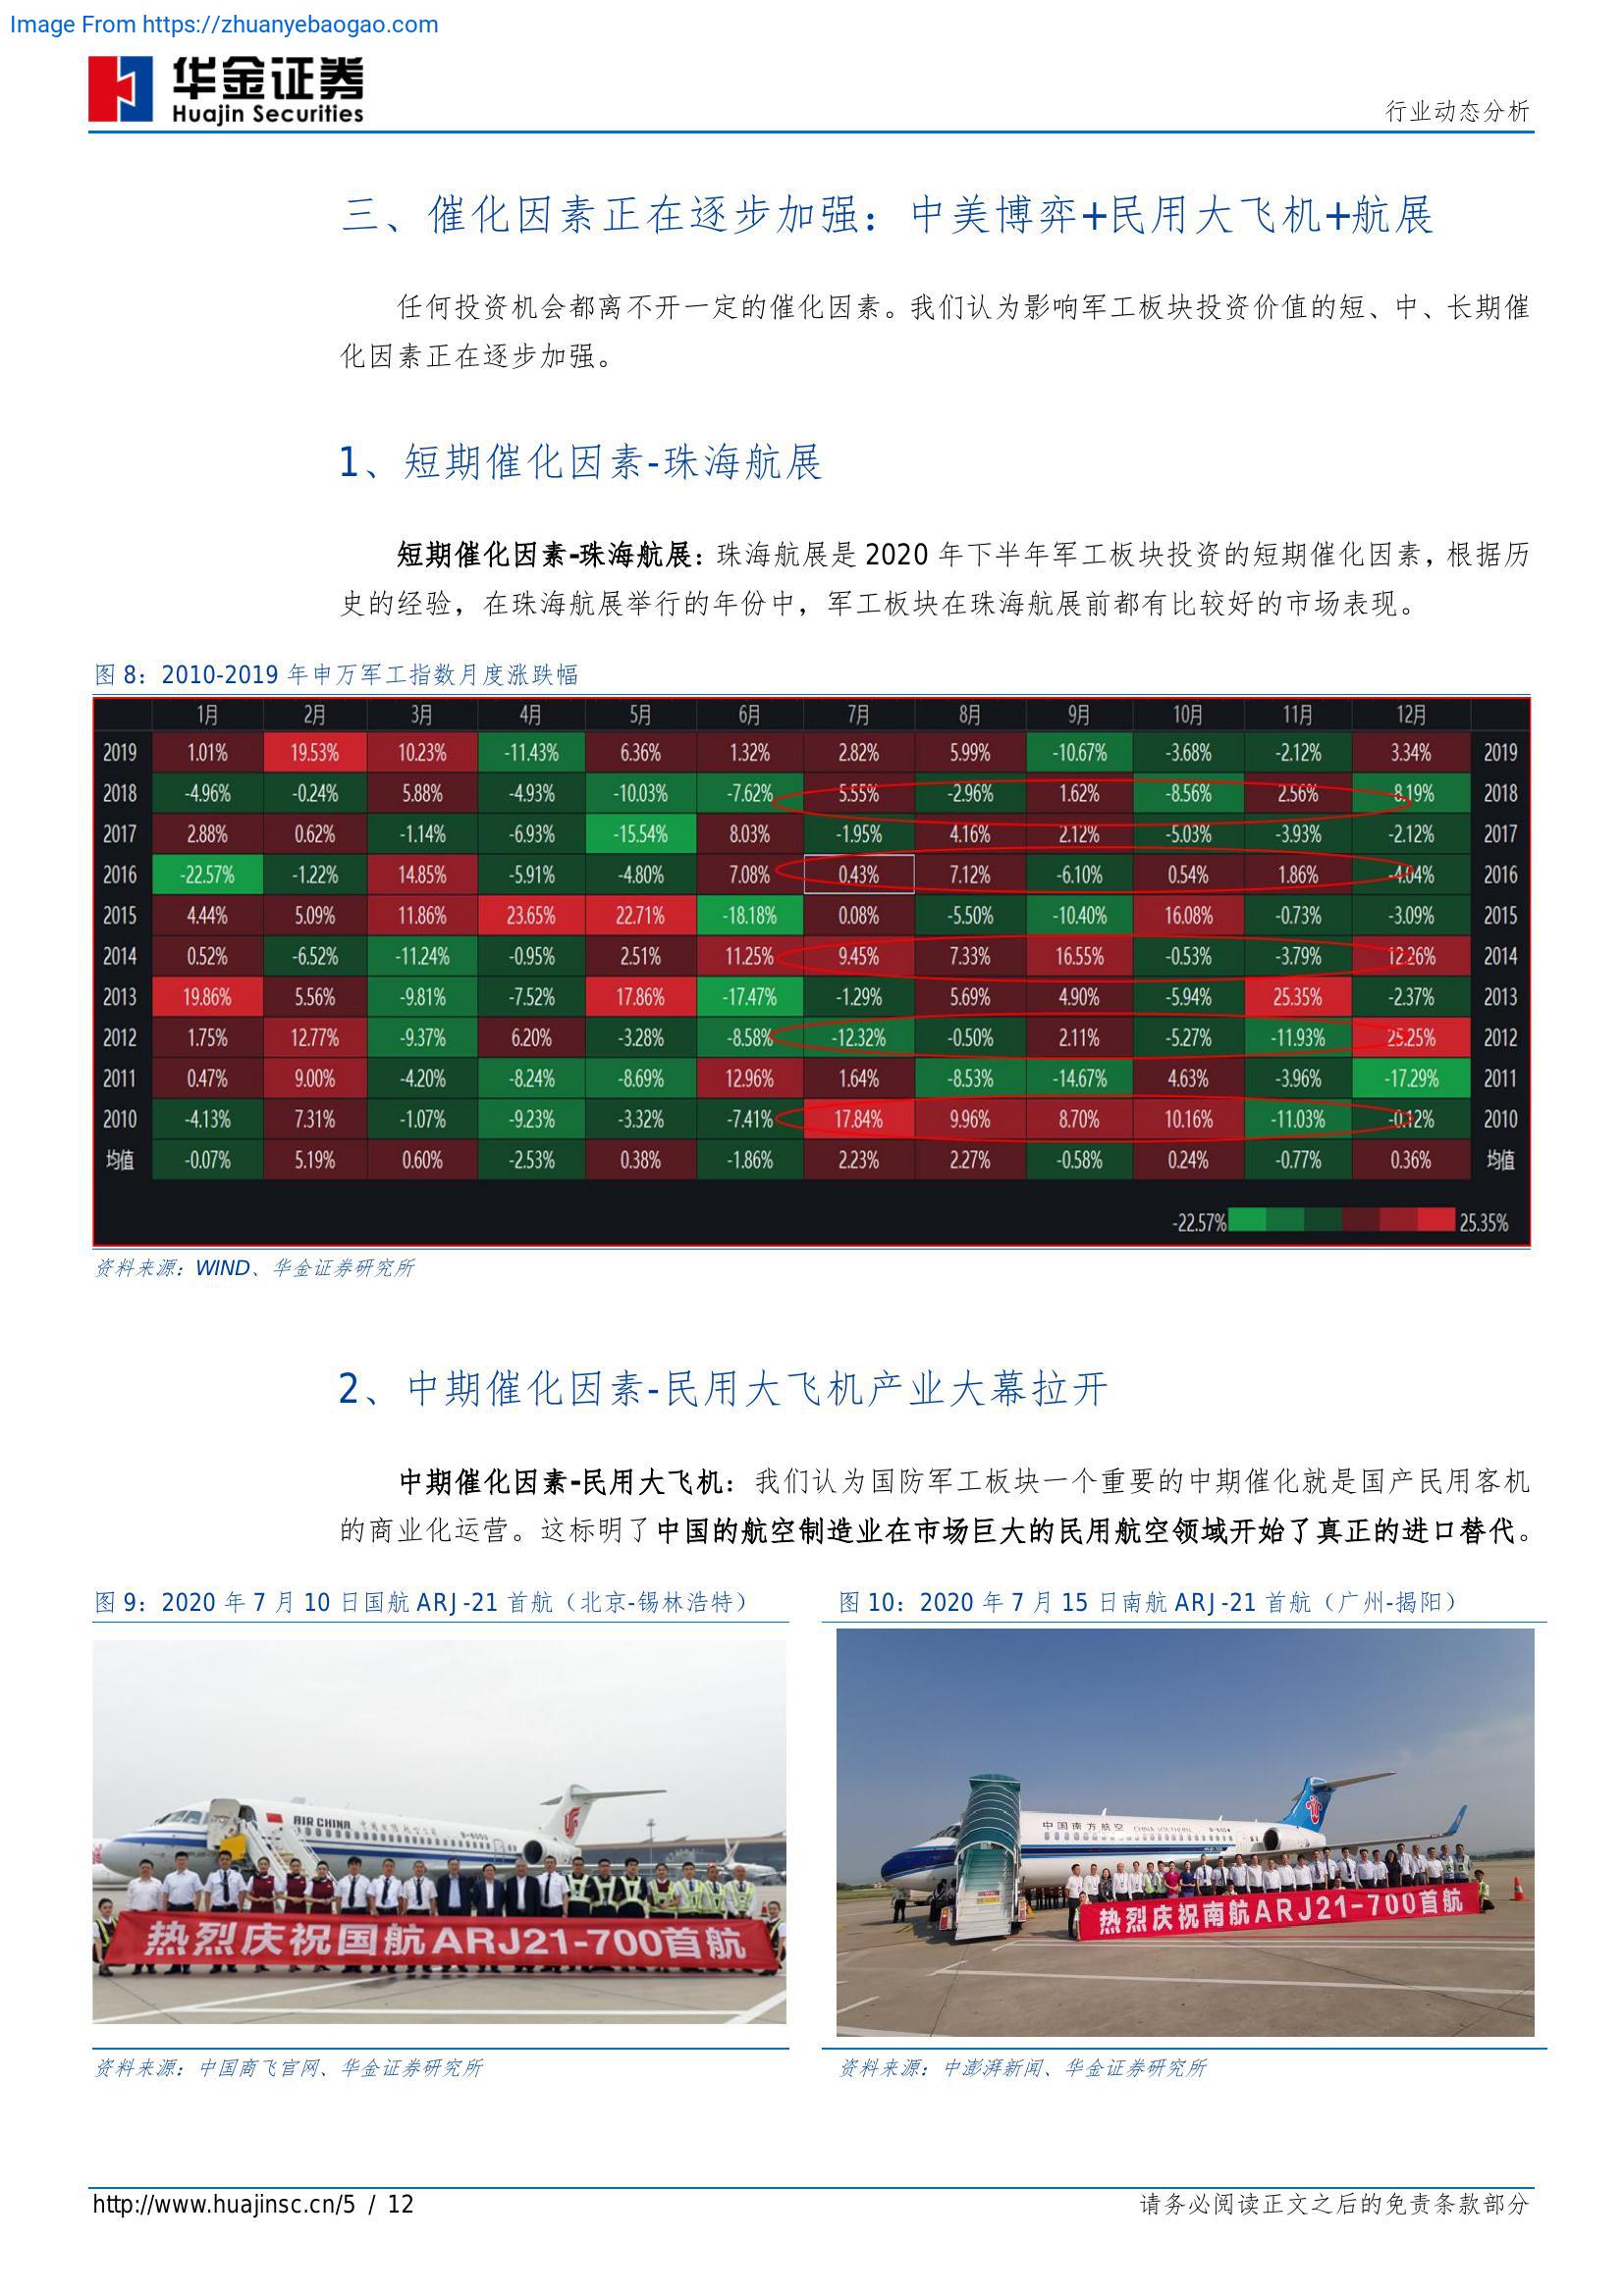 Image From https://zhuanyebaogao.com
华金证券
Huajin Securities
行业动态分析
三、催化因素正在逐步加强：中美博弈+民用大飞机+航展
任何投资机会都离不开一定的催化因素。我们认为影响军工板块投资价值的短、中、长期催
化因素正在逐步加强。
1、短期催化因素-珠海航展
短期催化因素-珠海航展：珠海航展是 2020 年下半年军工板块投资的短期催化因素，根据历
史的经验，在珠海航展举行的年份中，军工板块在珠海航展前都有比较好的市场表现。
图 8：2010-2019 年申万军工指数月度涨跌幅
1月 2月 3月 4月 5月 6月 7月 8月 9月 10月 11月 12月
2019 1.01% 19.53% 10.23% -11.43% 6.36% 1.32% 2.82% 5.99% -10.67% -3.68% -2.12% 3.34% 2019
2018 -4.96% -0.24% 5.88% -4.93% -10.03% -7.62% 5.55% -2.96% 1.62% -8.56% 2.56% -8.19% 2018
2017 2.88% 0.62% -1.14% -6.93% -15.54% 8.03% -1.95% 4.16% 2.12% -5.03% -3.93% -2.12% 2017
2016 -22.57% -1.22% 14.85% -5.91% -4.80% 7.08% 0.43% 7.12% -6.10% 0.54% 1.86% -4.04% 2016
2015 4.44% 5.09% 11.86% 23.65% 22.71% -18.18% 0.08% -5.50% -10.40% 16.08% -0.73% -3.09% 2015
2014 0.52% -6.52% -11.24% -0.95% 2.51% 11.25% 9.45% 7.33% 16.55% -0.53% -3.79% 12.26% 2014
2013 19.86% 5.56% -9.81% -7.52% 17.86% -17.47% -1.29% 5.69% 4.90% -5.94% 25.35% -2.37% 2013
2012 1.75% 12.77% -9.37% 6.20% -3.28% -8.58% -12.32% -0.50% 2.11% -5.27% -11.93% 25.25% 2012
2011 0.47% 9.00% -4.20% -8.24% -8.69% 12.96% 1.64% -8.53% -14.67% 4.63% -3.96% -17.29% 2011
2010 -4.13% 7.31% -1.07% -9.23% -3.32% -7.41% 17.84% 9.96% 8.70% 10.16% -11.03% -0.12% 2010
均值 -0.07% 5.19% 0.60% -2.53% 0.38% -1.86% 2.23% 2.27% -0.58% 0.24% -0.77% 0.36% 均值
-22.57% 25.35%
资料来源：WIND、华金证券研究所
2、中期催化因素-民用大飞机产业大幕拉开
中期催化因素-民用大飞机：我们认为国防军工板块一个重要的中期催化就是国产民用客机
的商业化运营。这标明了中国的航空制造业在市场巨大的民用航空领域开始了真正的进口替代。
图 9：2020 年 7 月 10 日国航 ARJ-21 首航（北京-锡林浩特）
AIR CHINA
热烈庆祝国航ARJ21-700首航
资料来源：中国商飞官网、华金证券研究所
图 10：2020 年 7 月 15 日南航 ARJ-21 首航（广州-揭阳）
中国南方航空 CHINA SOUTHERN
热烈庆祝南航ARJ21-700首航
资料来源：中澎湃新闻、华金证券研究所
http://www.huajinsc.cn/5 / 12
请务必阅读正文之后的免责条款部分